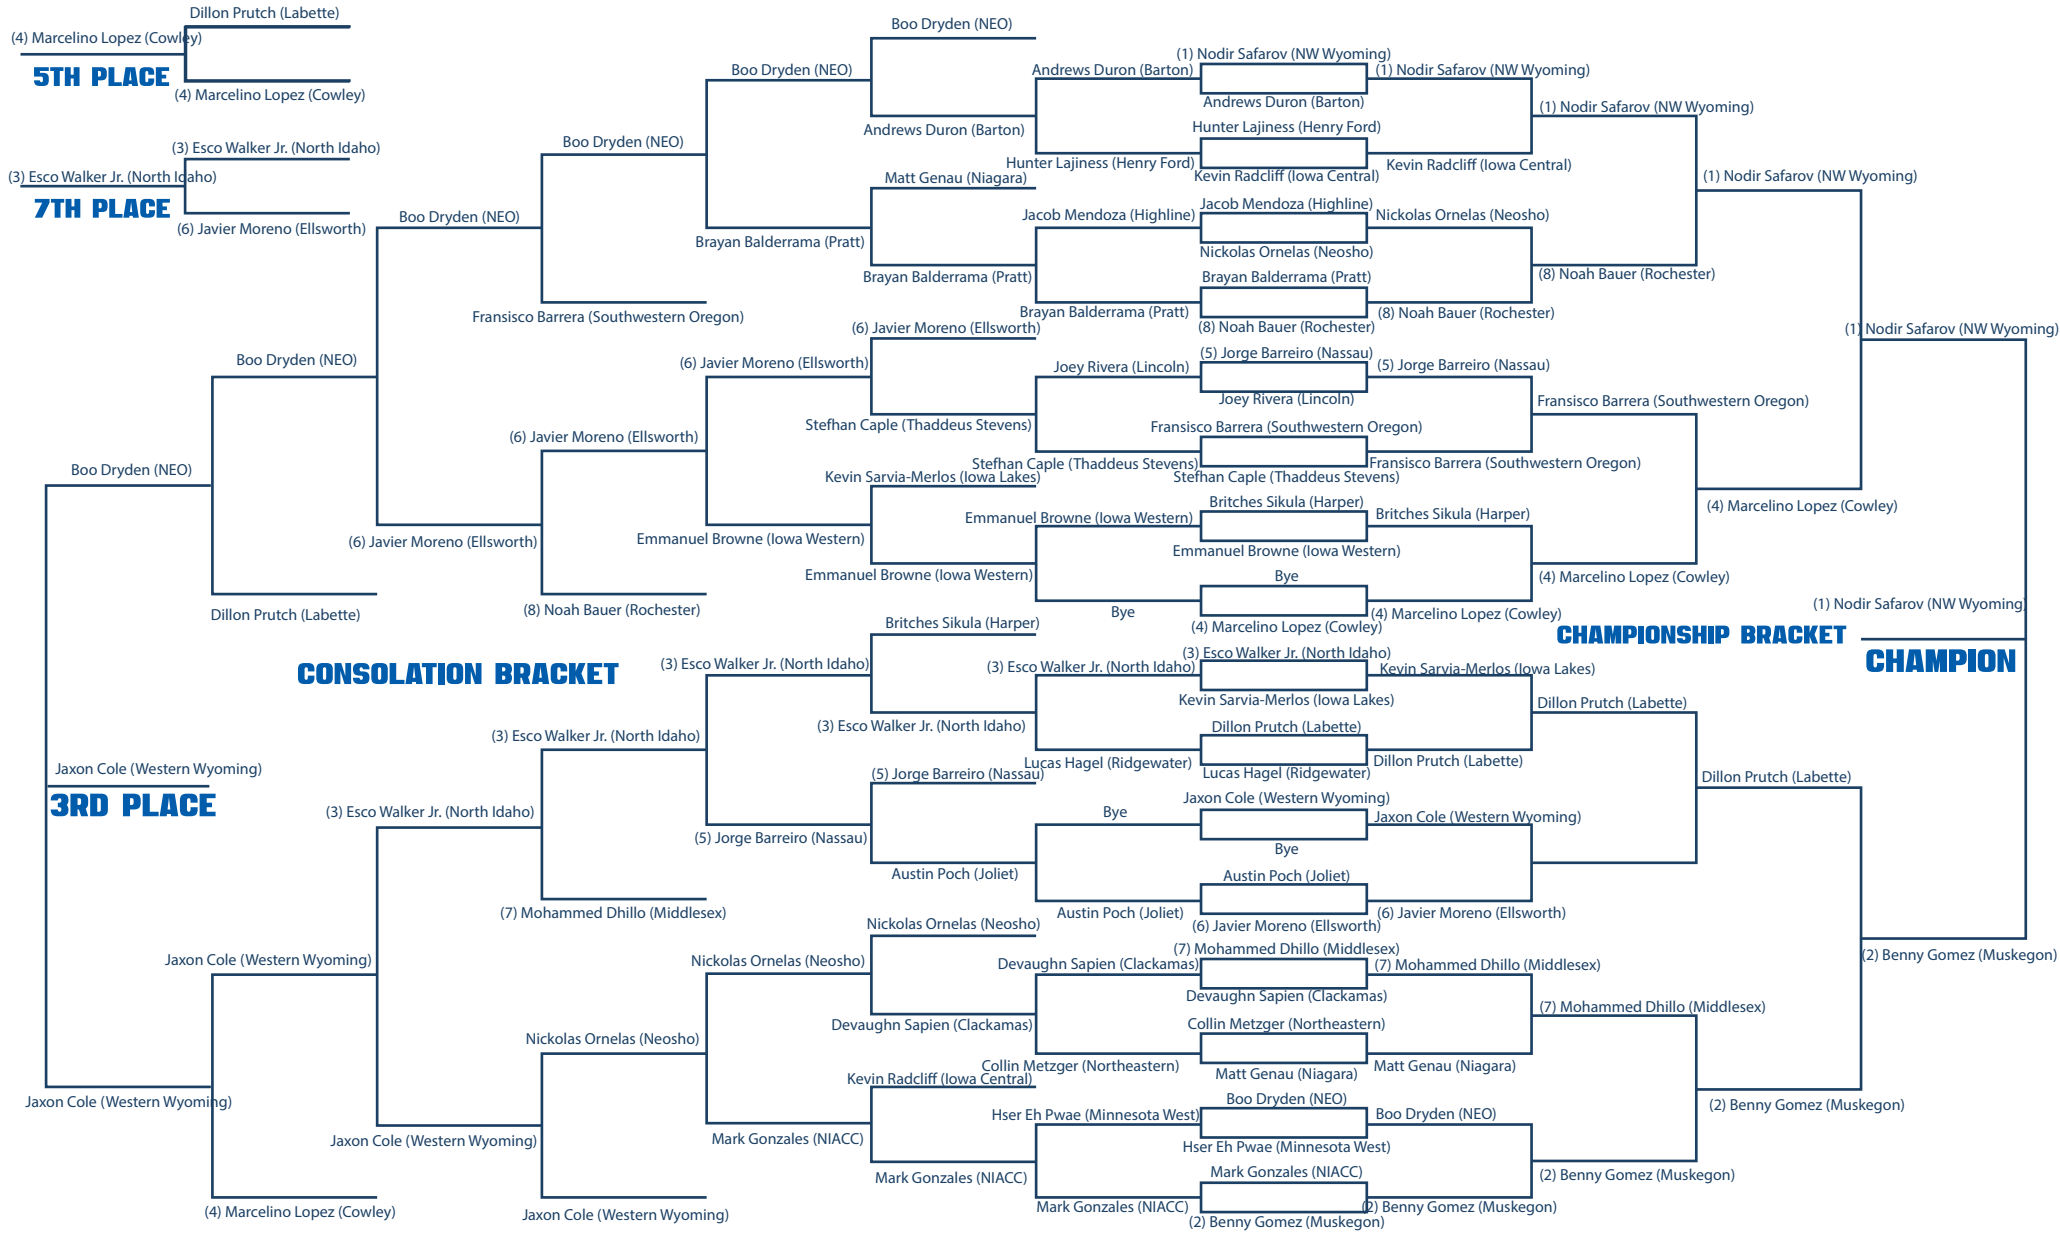 Dillon Prutch (Labette)
(4) Marcelino Lopez (Cowley)
5TH PLACE
(4) Marcelino Lopez (Cowley)
(3) Esco Walker Jr. (North Idaho)
(3) Esco Walker Jr. (North Idaho)
7TH PLACE
(6) Javier Moreno (Ellsworth)
Boo Dryden (NEO)
Jaxon Cole (Western Wyoming)
3RD PLACE
Jaxon Cole (Western Wyoming)
Boo Dryden (NEO)
Dillon Prutch (Labette)
CONSOLATION BRACKET
Jaxon Cole (Western Wyoming)
(4) Marcelino Lopez (Cowley)
Boo Dryden (NEO)
(6) Javier Moreno (Ellsworth)
(3) Esco Walker Jr. (North Idaho)
Jaxon Cole (Western Wyoming)
Boo Dryden (NEO)
Fransisco Barrera (Southwestern Oregon)
(6) Javier Moreno (Ellsworth)
(8) Noah Bauer (Rochester)
(3) Esco Walker Jr. (North Idaho)
(7) Mohammed Dhillo (Middlesex)
Nickolas Ornelas (Neosho)
Jaxon Cole (Western Wyoming)
Boo Dryden (NEO)
Brayan Balderrama (Pratt)
(6) Javier Moreno (Ellsworth)
Emmanuel Browne (Iowa Western)
(3) Esco Walker Jr. (North Idaho)
(5) Jorge Barreiro (Nassau)
Nickolas Ornelas (Neosho)
Mark Gonzales (NIACC)
Boo Dryden (NEO)
Andrews Duron (Barton)
Matt Genau (Niagara)
Brayan Balderrama (Pratt)
(6) Javier Moreno (Ellsworth)
Stefhan Caple (Thaddeus Stevens)
Kevin Sarvia-Merlos (Iowa Lakes)
Emmanuel Browne (Iowa Western)
Britches Sikula (Harper)
(3) Esco Walker Jr. (North Idaho)
(5) Jorge Barreiro (Nassau)
Austin Poch (Joliet)
Nickolas Ornelas (Neosho)
Devaughn Sapien (Clackamas)
Kevin Radcliff (Iowa Central)
Mark Gonzales (NIACC)
Andrews Duron (Barton)
Hunter Lajiness (Henry Ford)
Jacob Mendoza (Highline)
Brayan Balderrama (Pratt)
Joey Rivera (Lincoln)
Stefhan Caple (Thaddeus Stevens)
Emmanuel Browne (Iowa Western)
Bye
(3) Esco Walker Jr. (North Idaho)
Lucas Hagel (Ridgewater)
Bye
Austin Poch (Joliet)
Devaughn Sapien (Clackamas)
Collin Metzger (Northeastern)
Hser Eh Pwae (Minnesota West)
Mark Gonzales (NIACC)
(1) Nodir Safarov (NW Wyoming)
Andrews Duron (Barton)
Hunter Lajiness (Henry Ford)
Kevin Radcliff (Iowa Central)
Jacob Mendoza (Highline)
Nickolas Ornelas (Neosho)
Brayan Balderrama (Pratt)
(8) Noah Bauer (Rochester)
(5) Jorge Barreiro (Nassau)
Joey Rivera (Lincoln)
Fransisco Barrera (Southwestern Oregon)
Stefhan Caple (Thaddeus Stevens)
Britches Sikula (Harper)
Emmanuel Browne (Iowa Western)
Bye
(4) Marcelino Lopez (Cowley)
(3) Esco Walker Jr. (North Idaho)
Kevin Sarvia-Merlos (Iowa Lakes)
Dillon Prutch (Labette)
Lucas Hagel (Ridgewater)
Jaxon Cole (Western Wyoming)
Bye
Austin Poch (Joliet)
(6) Javier Moreno (Ellsworth)
(7) Mohammed Dhillo (Middlesex)
Devaughn Sapien (Clackamas)
Collin Metzger (Northeastern)
Matt Genau (Niagara)
Boo Dryden (NEO)
Hser Eh Pwae (Minnesota West)
Mark Gonzales (NIACC)
(2) Benny Gomez (Muskegon)
(1) Nodir Safarov (NW Wyoming)
Kevin Radcliff (Iowa Central)
Nickolas Ornelas (Neosho)
(8) Noah Bauer (Rochester)
(5) Jorge Barreiro (Nassau)
Fransisco Barrera (Southwestern Oregon)
Britches Sikula (Harper)
(4) Marcelino Lopez (Cowley)
Kevin Sarvia-Merlos (Iowa Lakes)
Dillon Prutch (Labette)
Jaxon Cole (Western Wyoming)
(6) Javier Moreno (Ellsworth)
(7) Mohammed Dhillo (Middlesex)
Matt Genau (Niagara)
Boo Dryden (NEO)
(2) Benny Gomez (Muskegon)
(1) Nodir Safarov (NW Wyoming)
(8) Noah Bauer (Rochester)
Fransisco Barrera (Southwestern Oregon)
(4) Marcelino Lopez (Cowley)
CHAMPIONSHIP BRACKET
Dillon Prutch (Labette)
(7) Mohammed Dhillo (Middlesex)
(2) Benny Gomez (Muskegon)
(1) Nodir Safarov (NW Wyoming)
(4) Marcelino Lopez (Cowley)
Dillon Prutch (Labette)
(2) Benny Gomez (Muskegon)
(1) Nodir Safarov (NW Wyoming)
(1) Nodir Safarov (NW Wyoming)
CHAMPION
(2) Benny Gomez (Muskegon)